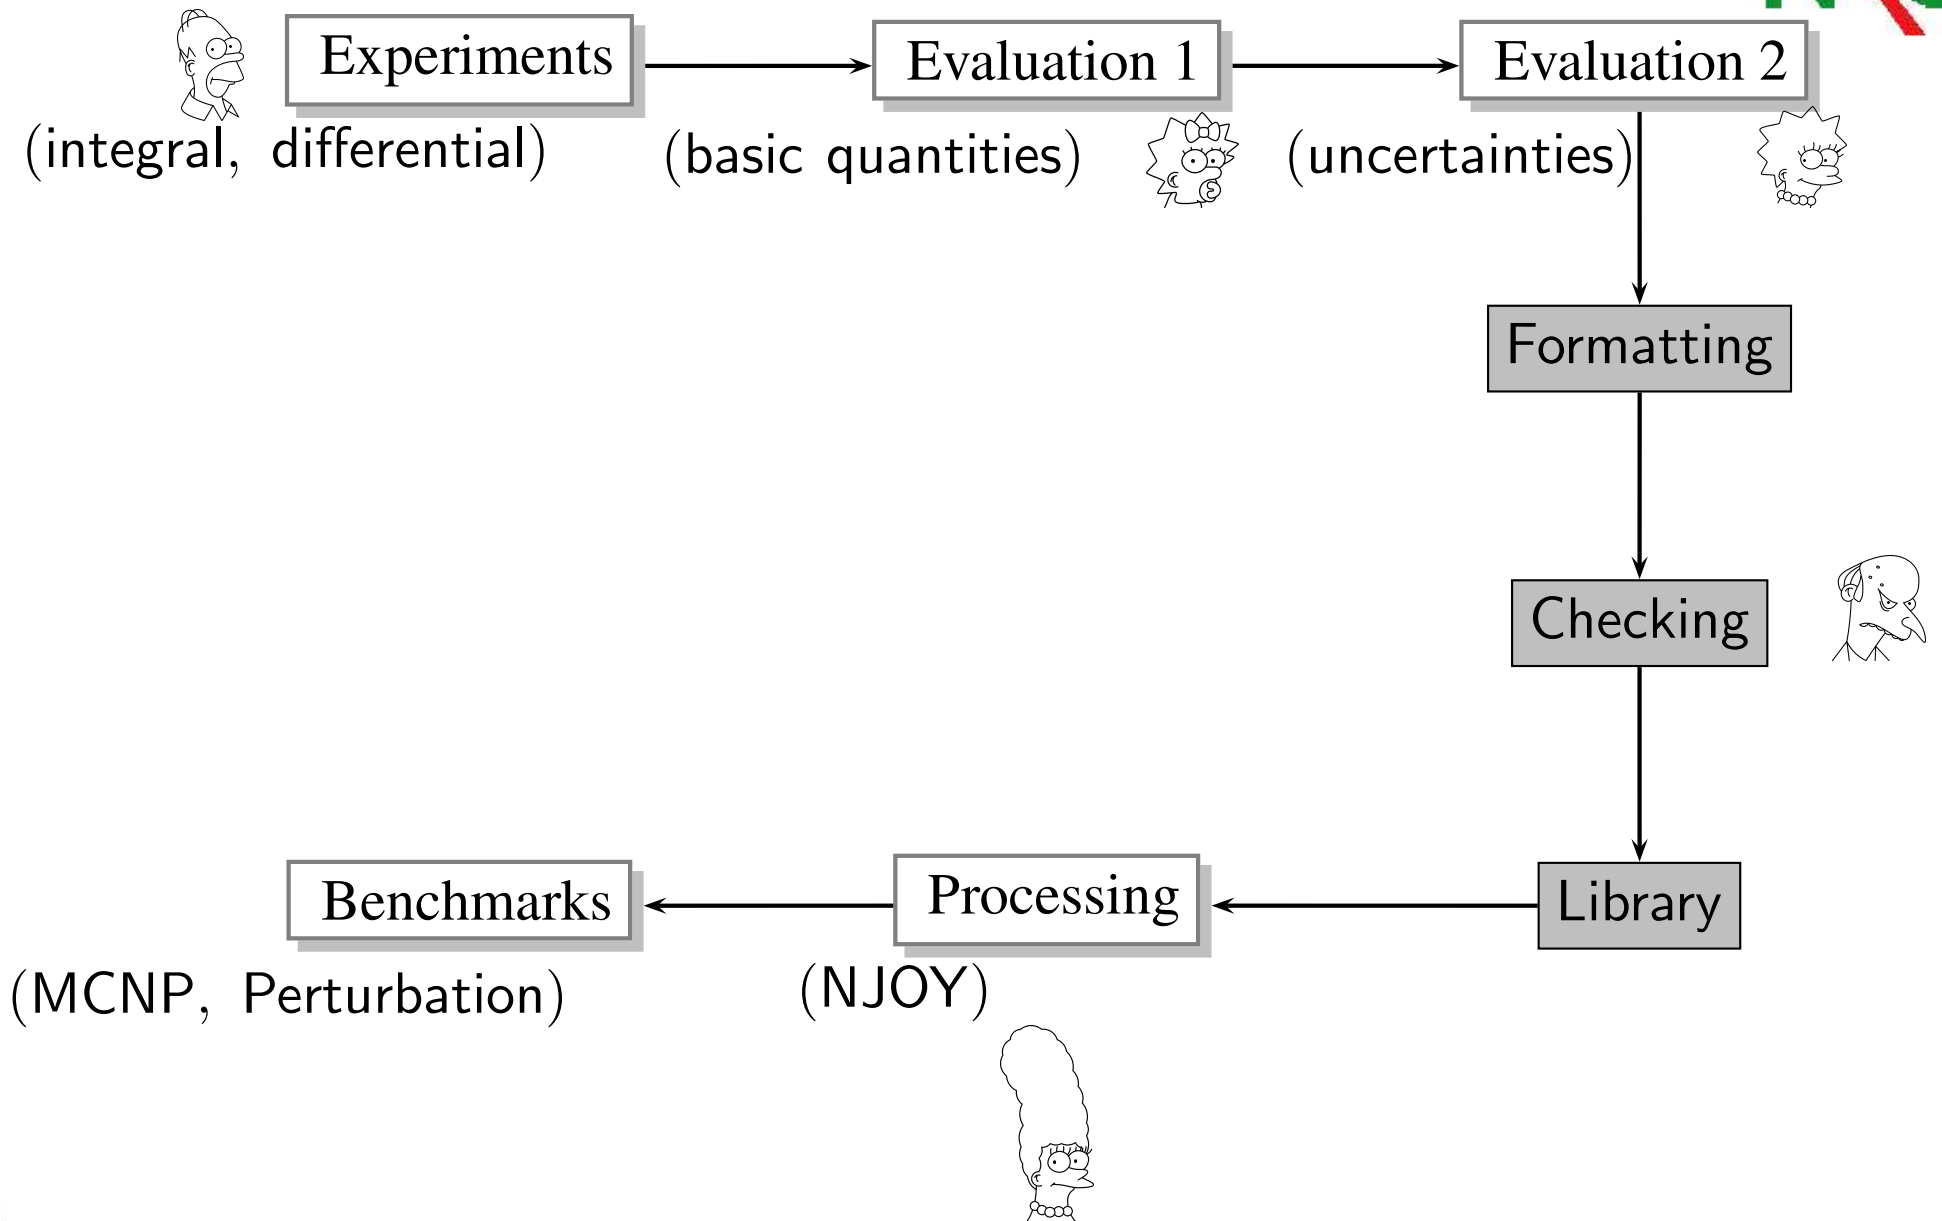 Experiments
Evaluation 1
Evaluation 2
(integral, differential)
(basic quantities)
(uncertainties)
Formatting
Checking
Library
Processing
Benchmarks
(NJOY)
(MCNP, Perturbation)